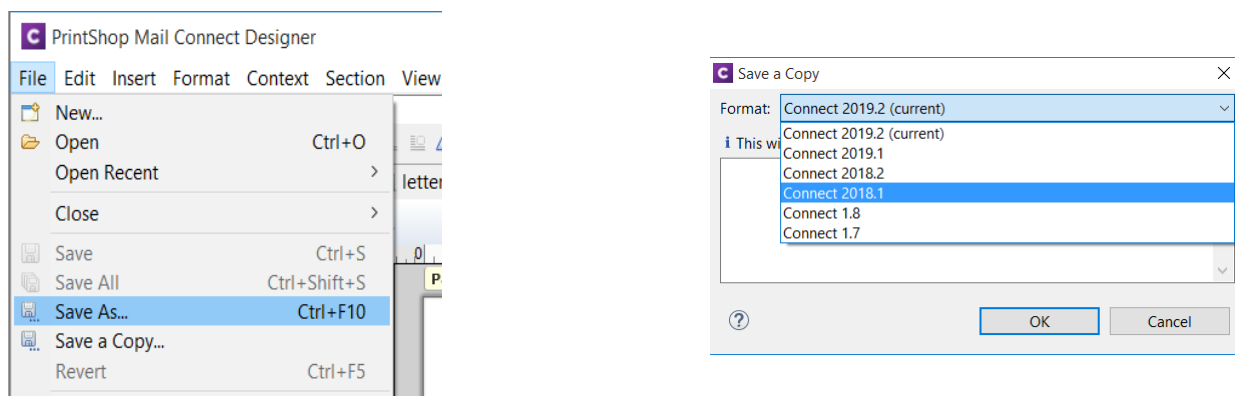 PrintShop Mail Connect Designer
File Edit Insert Format Context Section View
New...
Open Ctrl+O
Open Recent
letter
Close
Save Ctrl+S
0
Save All Ctrl+Shift+S
P
Save As... Ctrl+F10
Save a Copy...
Revert Ctrl+F5
C Save a Copy
Format: Connect 2019.2 (current)
Connect 2019.2 (current)
i This wi
Connect 2019.1
Connect 2018.2
Connect 2018.1
Connect 1.8
Connect 1.7
? OK Cancel